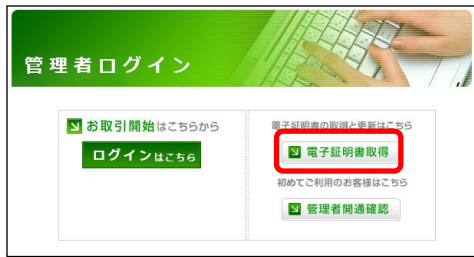 管理者ログイン
お取引開始はこちらから
ログインはこちら
電子証明書の取得と更新はこちら
電子証明書取得
初めてご利用のお客様はこちら
管理者開通確認